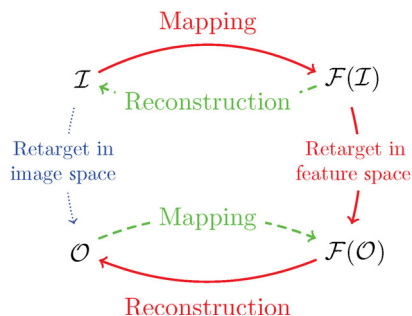 Mapping
𝓘 𝓕(𝓘)
Reconstruction
Retarget in Retarget in
image space feature space
Mapping
𝓞 𝓕(𝓞)
Reconstruction